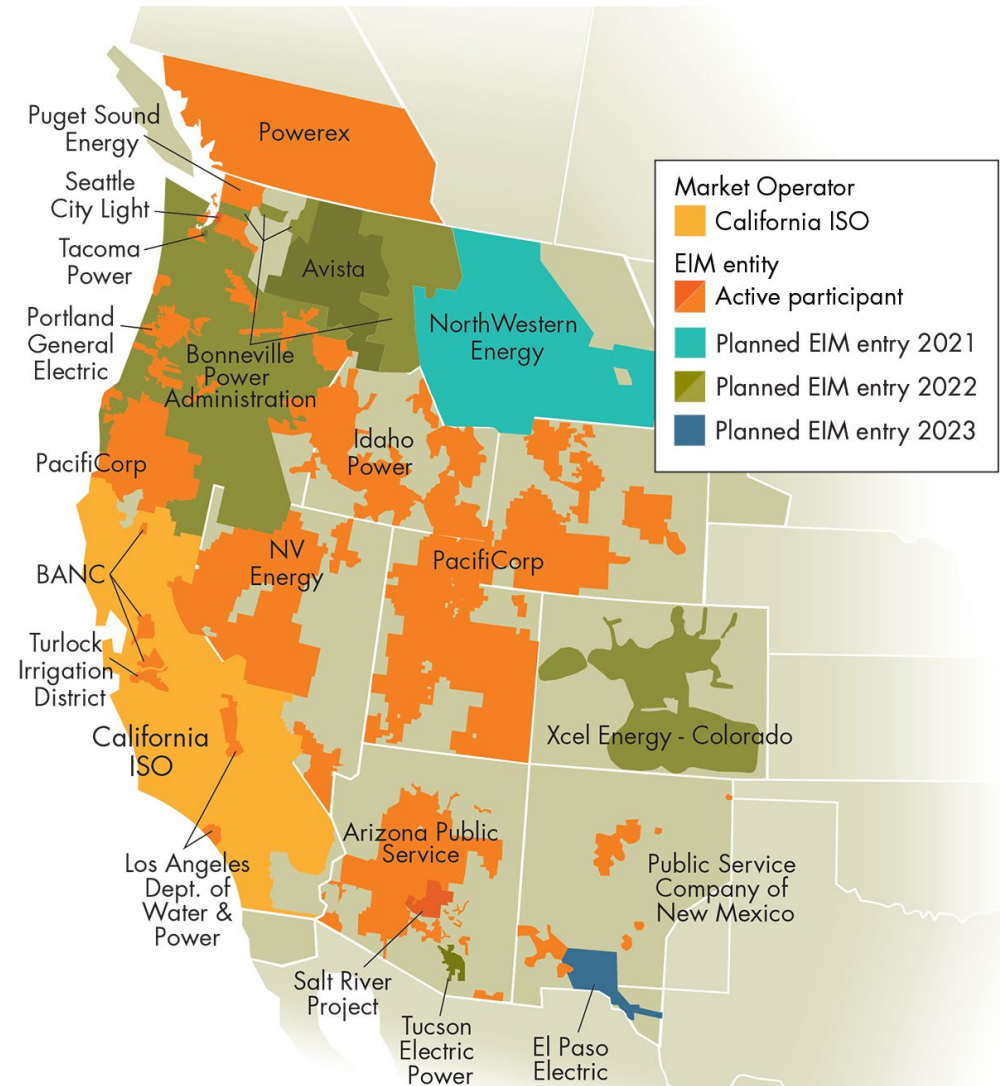 Powerex
Puget Sound
Energy
Seattle
City Light
Tacoma
Power
Portland
General
Electric
Avista
Bonneville
Power
Administration
NorthWestern
Energy
Market Operator
California ISO
EIM entity
Active participant
Planned EIM entry 2021
Planned EIM entry 2022
Planned EIM entry 2023
PacifiCorp
Idaho
Power
BANC
NV
Energy
PacifiCorp
Turlock
Irrigation
District
California
ISO
Xcel Energy - Colorado
Los Angeles
Dept. of
Water &
Power
Arizona Public
Service
Public Service
Company of
New Mexico
Salt River
Project
Tucson
Electric
Power
El Paso
Electric